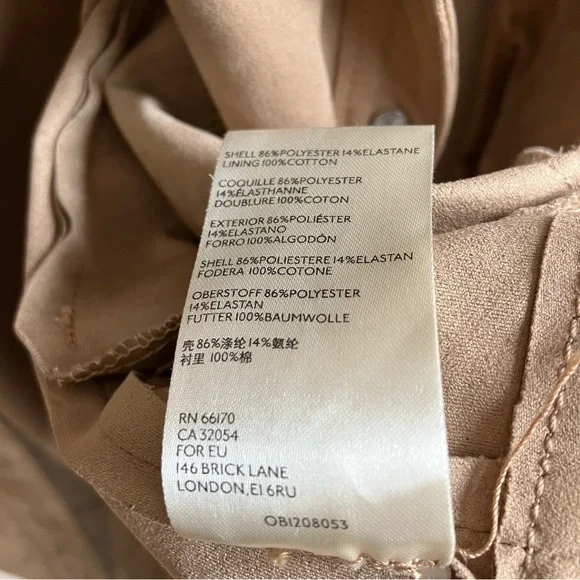 SHELL 86%POLYESTER 14%ELASTANE
LINING 100%COTTON
COQUILLE 86%POLYESTER
14%ÉLASTHANNE
DOUBLURE 100%COTON
EXTERIOR 86%POLIÉSTER
14%ELASTANO
FORRO 100%ALGODÓN
SHELL 86%POLIESTERE 14%ELASTAN
FODERA 100%COTONE
OBERSTOFF 86%POLYESTER
14%ELASTAN
FUTTER 100%BAUMWOLLE
壳 86%涤纶 14%氨纶
衬里 100%棉
RN 66170
CA 32054
FOR EU
146 BRICK LANE
LONDON, E1 6RU
OB1208053